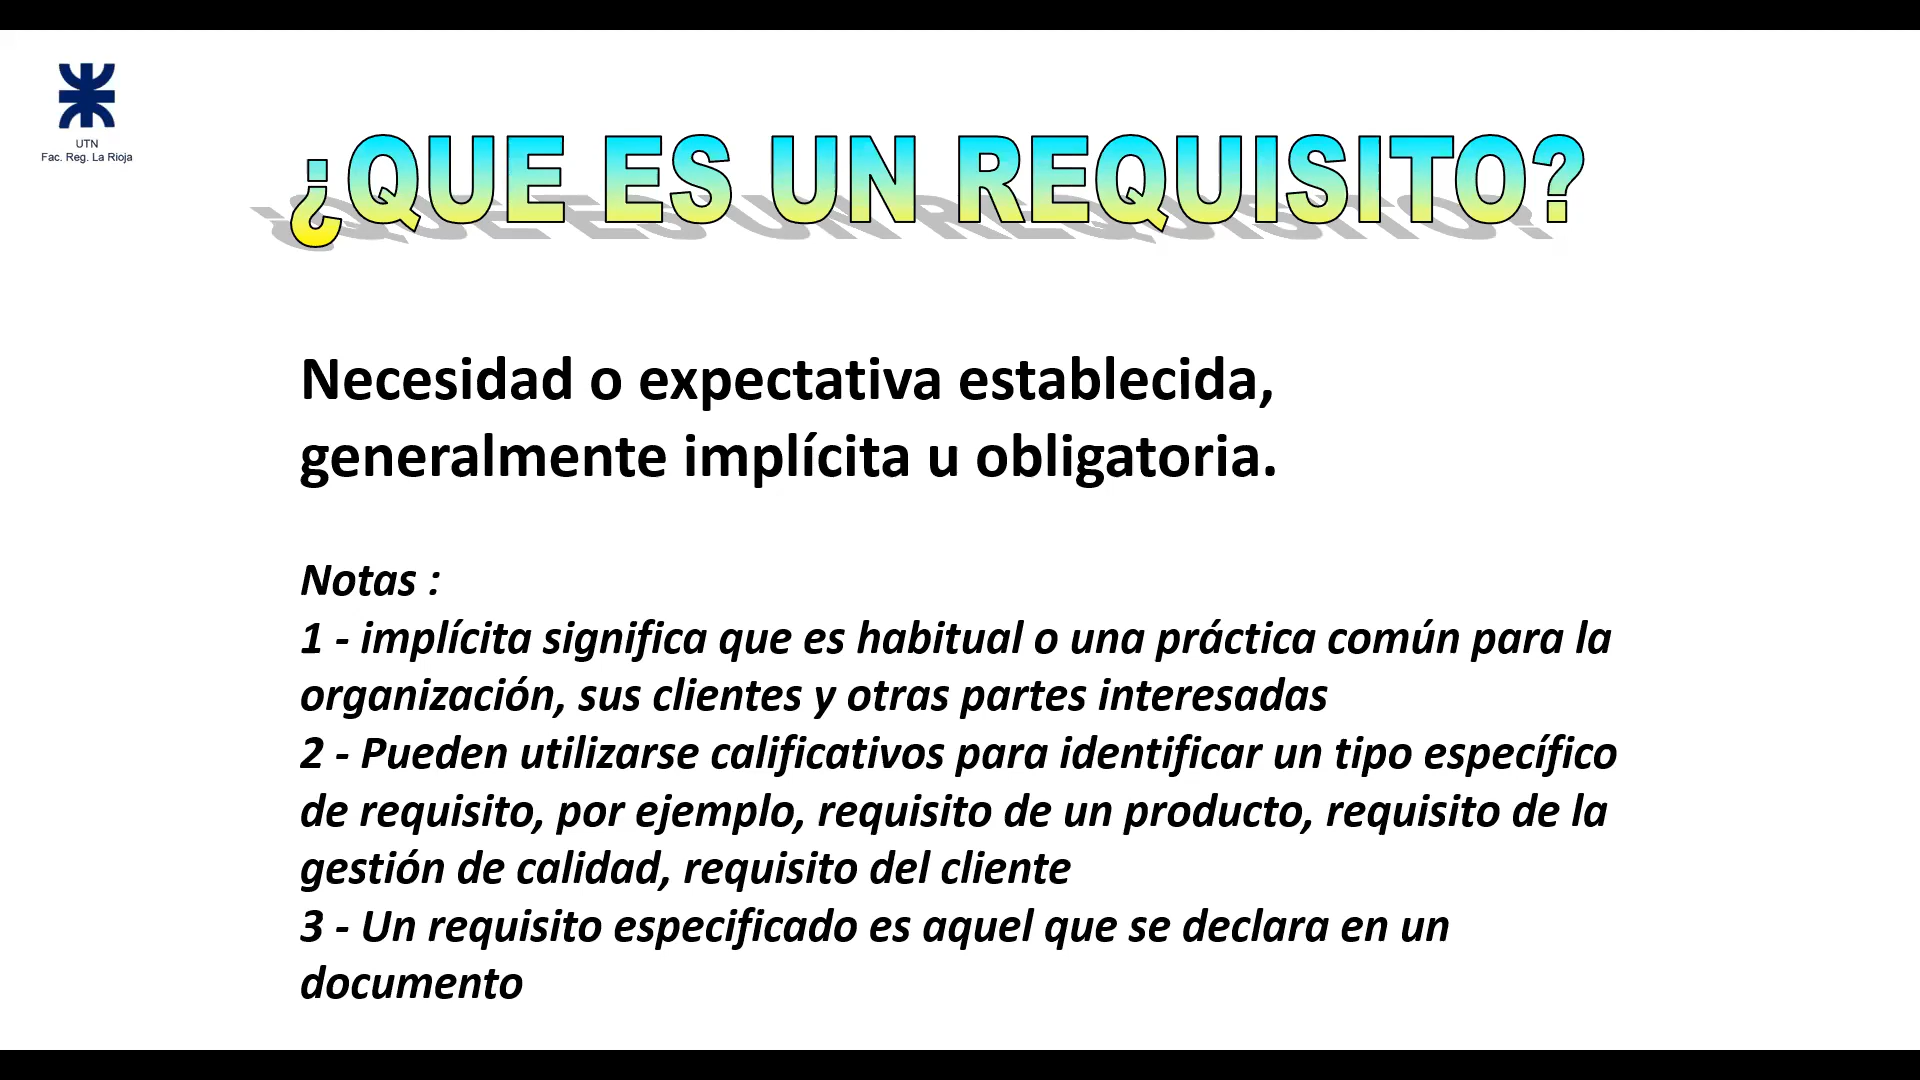 UTN
Fac. Reg. La Rioja
¿QUE ES UN REQUISITO?
Necesidad o expectativa establecida,
generalmente implícita u obligatoria.
Notas :
1 - implícita significa que es habitual o una práctica común para la
organización, sus clientes y otras partes interesadas
2 - Pueden utilizarse calificativos para identificar un tipo específico
de requisito, por ejemplo, requisito de un producto, requisito de la
gestión de calidad, requisito del cliente
3 - Un requisito especificado es aquel que se declara en un
documento